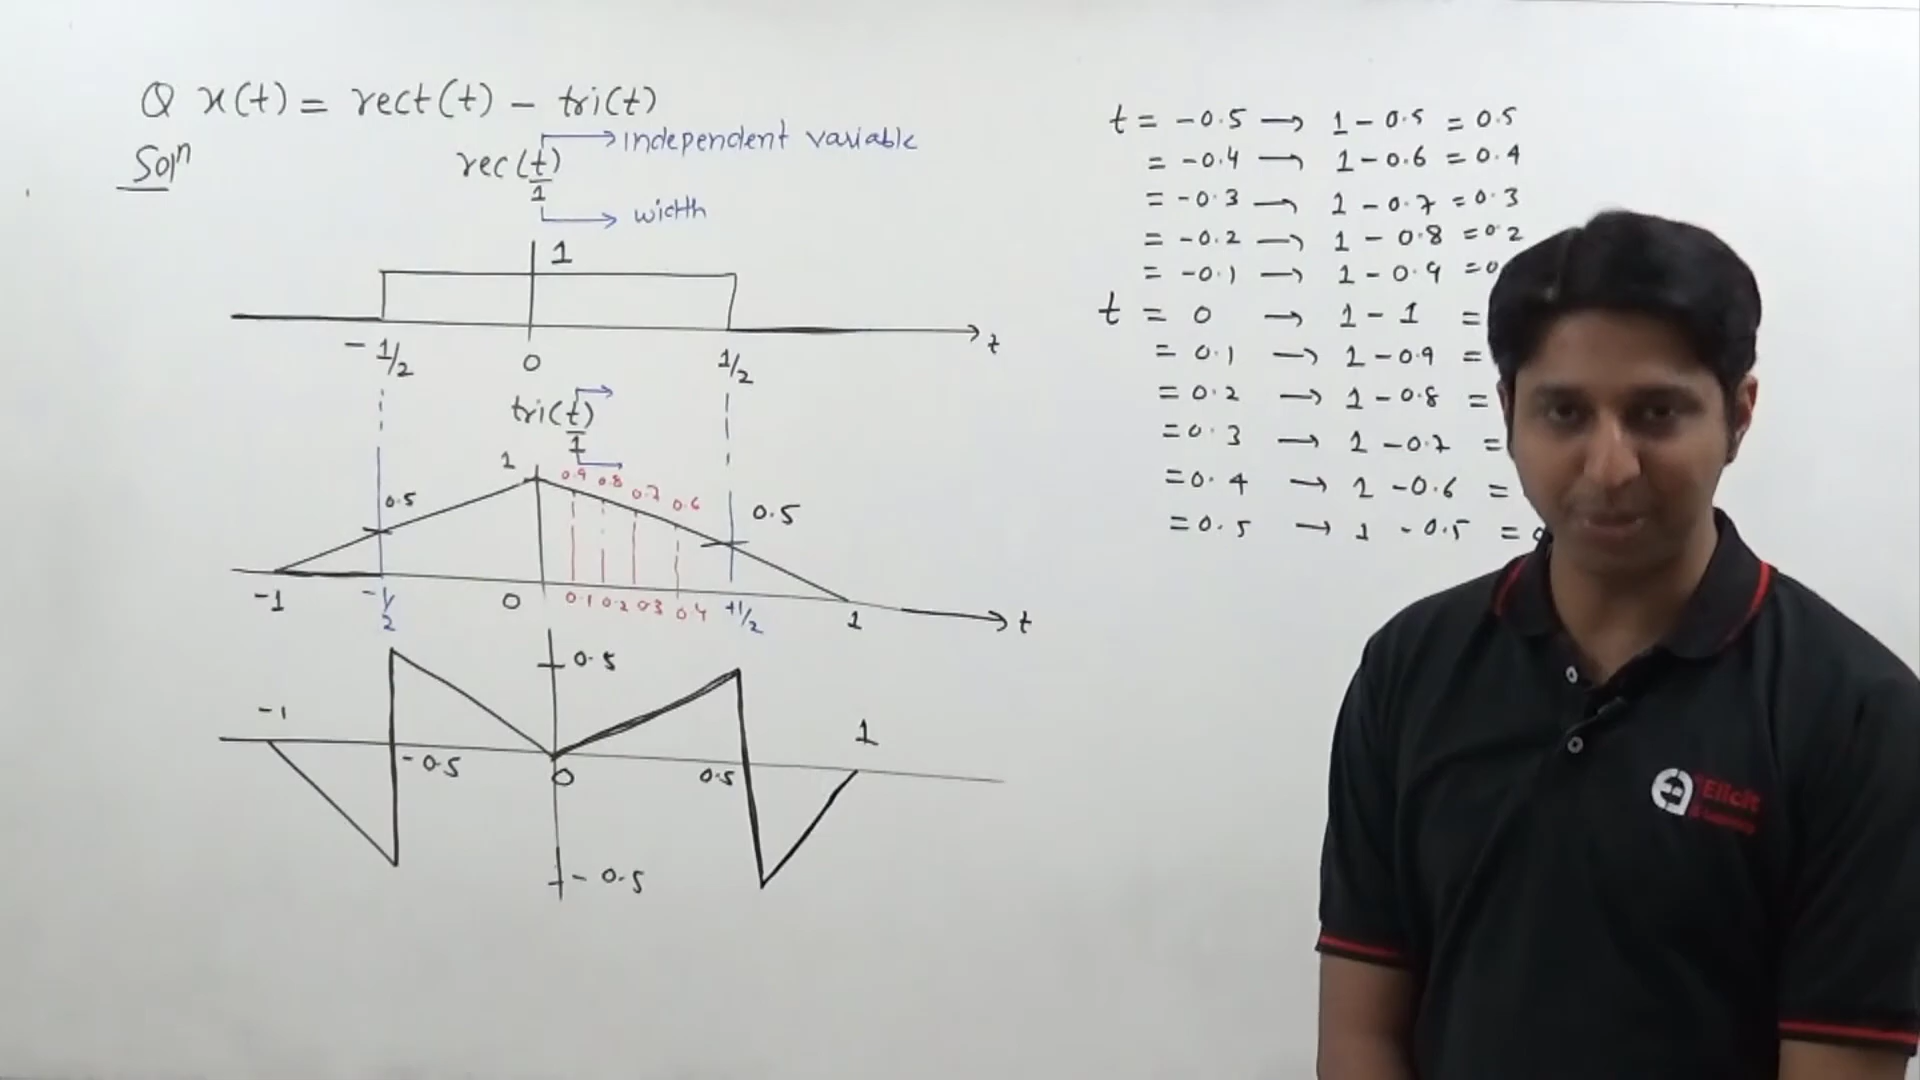 Q x(t) = rect(t) - tri(t)
Solⁿ
rec(t/1)
independent variable
width
1
-1/2 0 1/2 t
tri(t/1)
1
0.9 0.8 0.7 0.6
0.5 0.5
-1 -1/2 0 0.1 0.2 0.3 0.4 +1/2 1 t
0.5
-1 1
-0.5 0 0.5
-0.5
t = -0.5 → 1 - 0.5 = 0.5
= -0.4 → 1 - 0.6 = 0.4
= -0.3 → 1 - 0.7 = 0.3
= -0.2 → 1 - 0.8 = 0.2
= -0.1 → 1 - 0.9 = 0
t = 0 → 1 - 1 =
= 0.1 → 1 - 0.9 =
= 0.2 → 1 - 0.8 =
= 0.3 → 1 - 0.7 =
= 0.4 → 1 - 0.6 =
= 0.5 → 1 - 0.5 = 0
Elicit